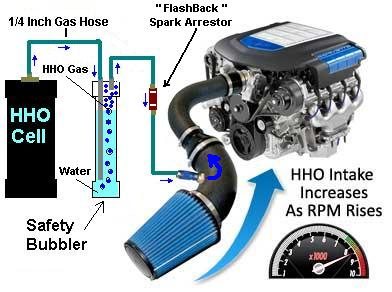 1/4 Inch Gas Hose
"FlashBack"
Spark Arrestor
HHO Gas
HHO
Cell
Water
Safety
Bubbler
HHO Intake
Increases
As RPM Rises
x1000